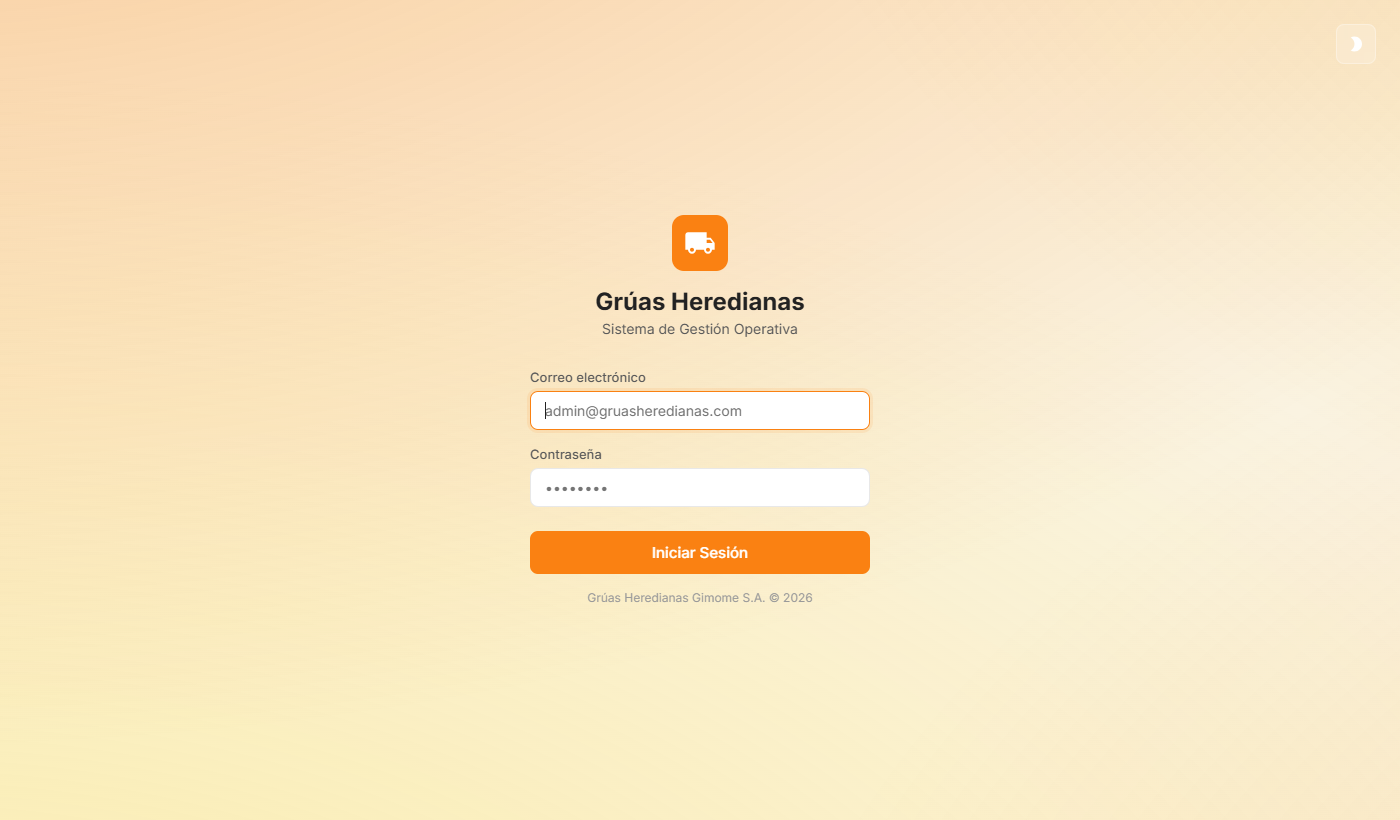 Grúas Heredianas
Sistema de Gestión Operativa
Correo electrónico
admin@gruasheredianas.com
Contraseña
••••••••
Iniciar Sesión
Grúas Heredianas Gimome S.A. © 2026